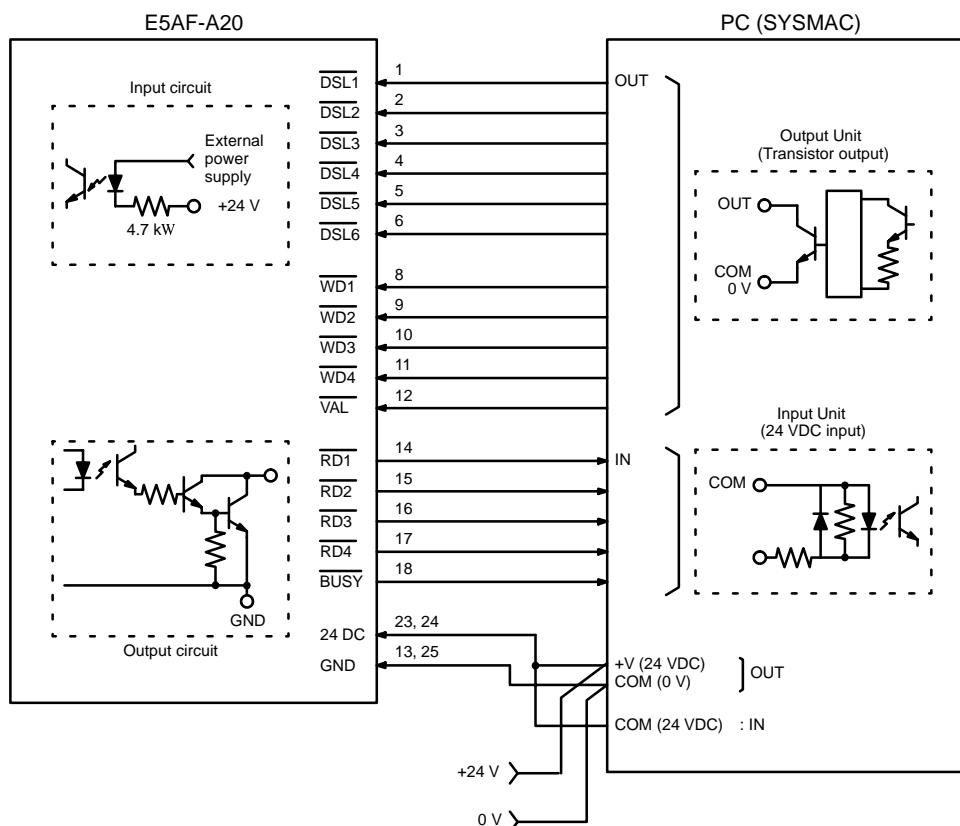 E5AF-A20
PC (SYSMAC)
Input circuit
External
power
supply
+24 V
4.7 kW
DSL1
1
DSL2
2
DSL3
3
DSL4
4
DSL5
5
DSL6
6
WD1
8
WD2
9
WD3
10
WD4
11
VAL
12
OUT
Output Unit
(Transistor output)
OUT
COM
0 V
Output circuit
GND
RD1
14
RD2
15
RD3
16
RD4
17
BUSY
18
IN
Input Unit
(24 VDC input)
COM
24 DC
23, 24
GND
13, 25
+V (24 VDC)
COM (0 V)
OUT
COM (24 VDC) : IN
+24 V
0 V